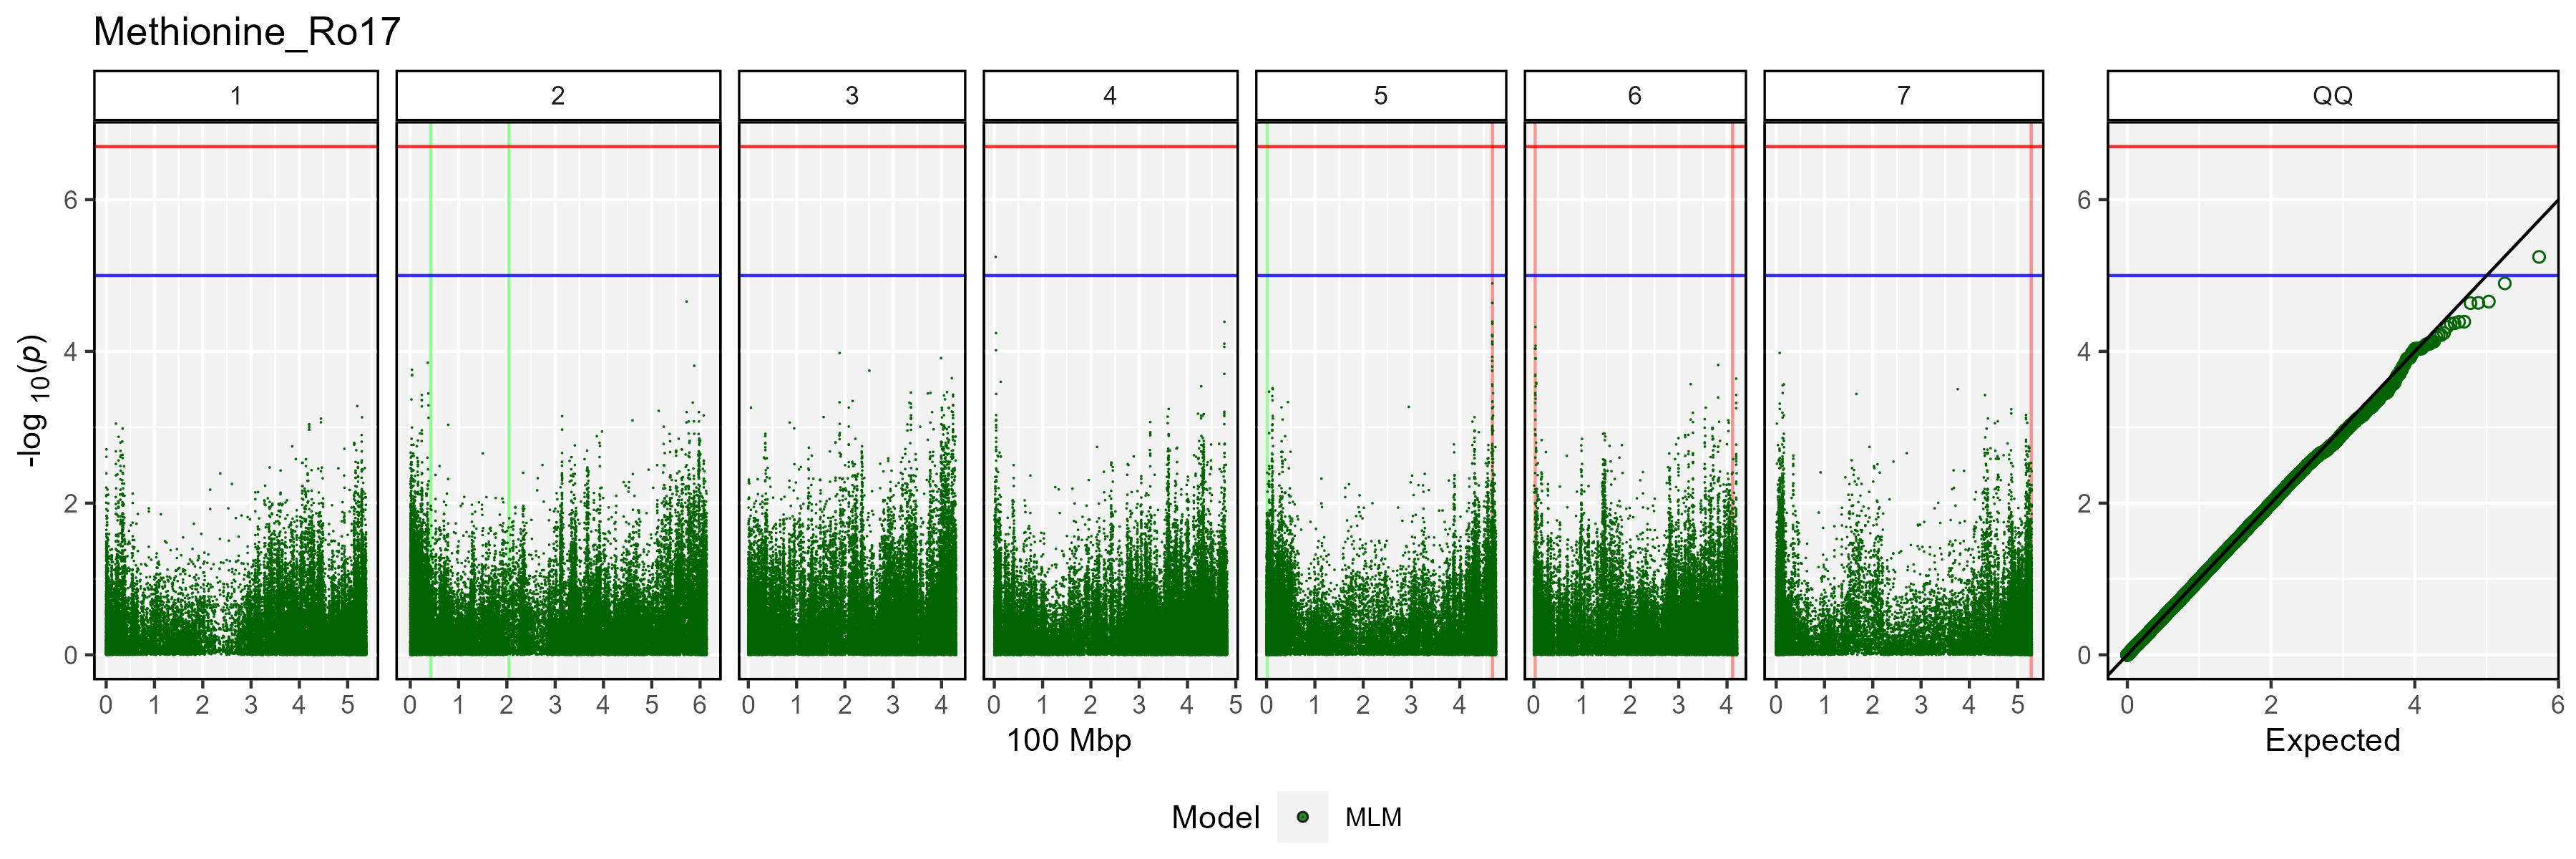 Methionine_Ro17
1 2 3 4 5 6 7 QQ
-log 10(p)
6 6
4 4
2 2
0 0
0 1 2 3 4 5 0 1 2 3 4 5 6 0 1 2 3 4 0 1 2 3 4 5 0 1 2 3 4 0 1 2 3 4 0 1 2 3 4 5 0 2 4 6
100 Mbp Expected
Model MLM